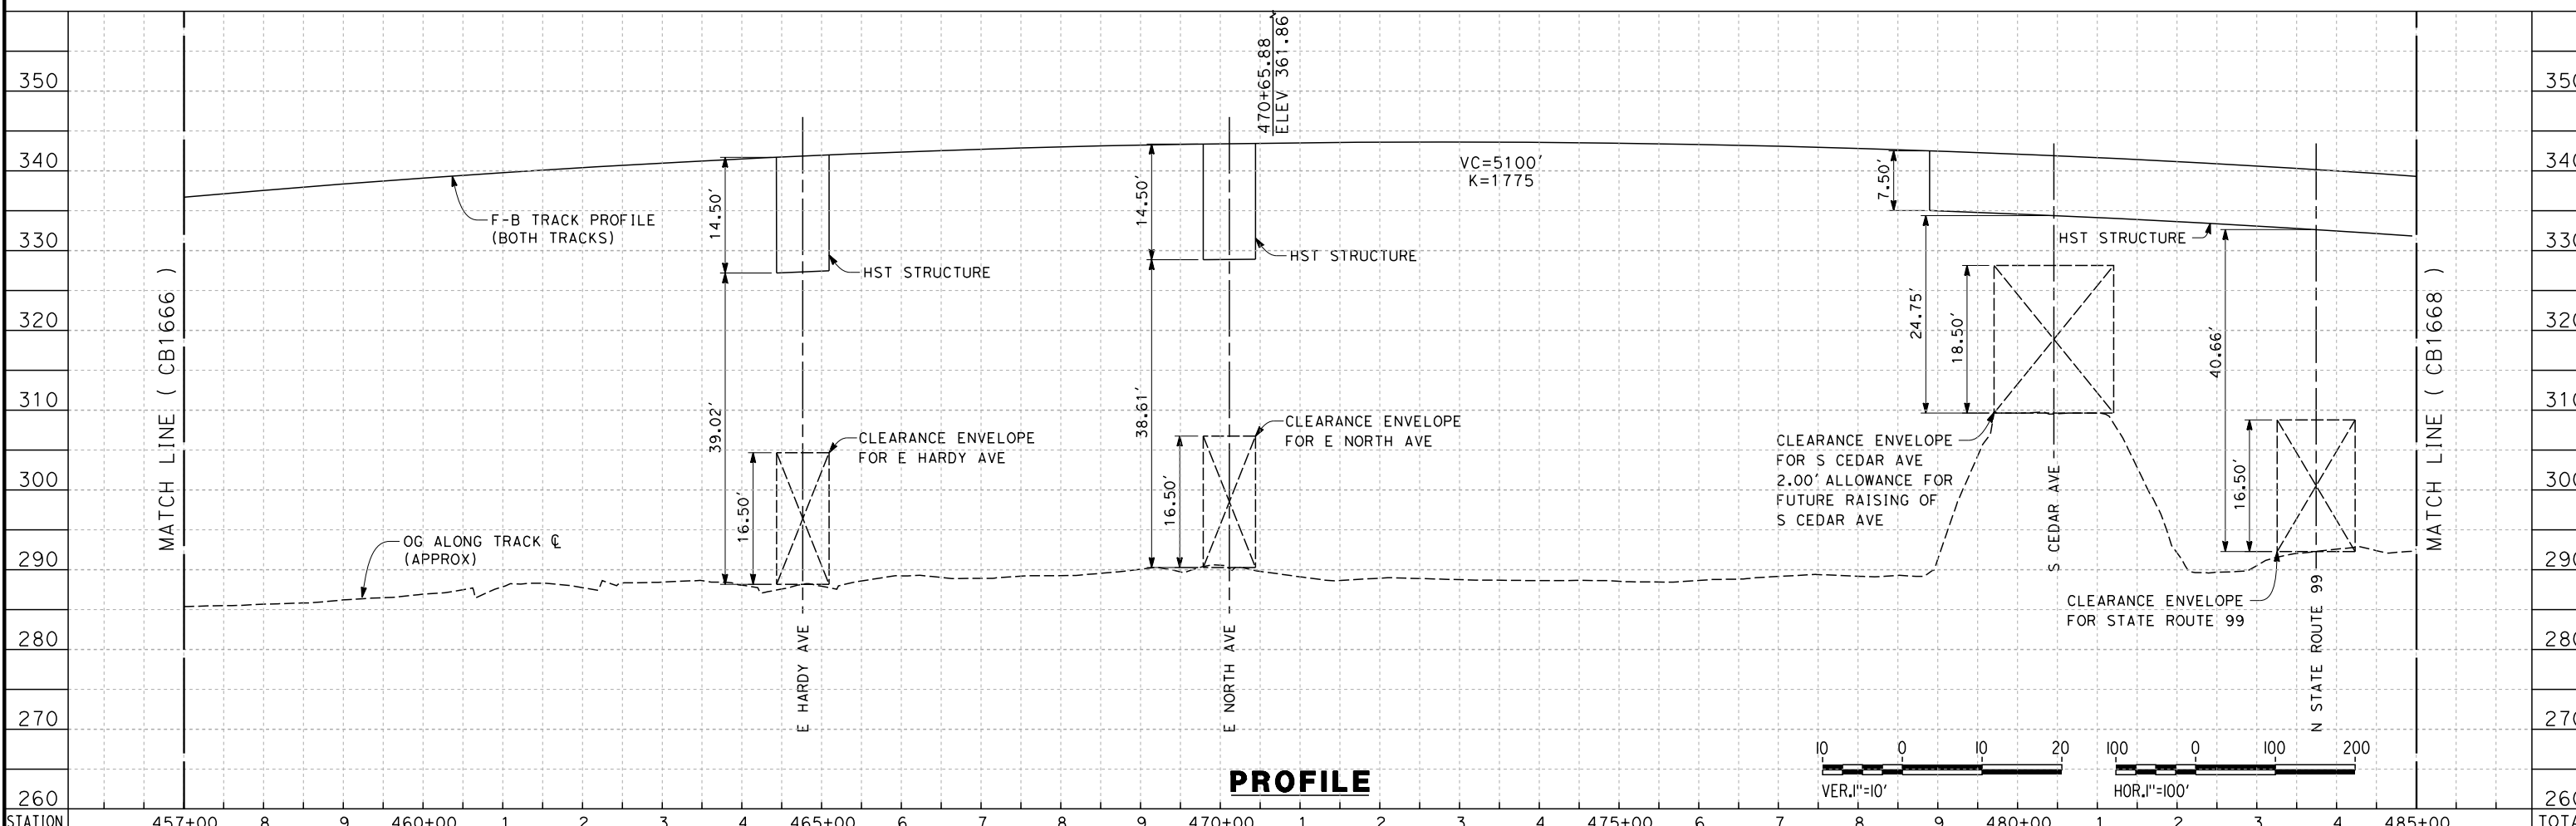 470+65.88
ELEV 361.86
350
340
330
320
310
300
290
280
270
260
STATION
MATCH LINE ( CB1666 )
F-B TRACK PROFILE
(BOTH TRACKS)
OG ALONG TRACK ℄
(APPROX)
14.50'
39.02'
16.50'
HST STRUCTURE
CLEARANCE ENVELOPE
FOR E HARDY AVE
E HARDY AVE
14.50'
38.61'
16.50'
HST STRUCTURE
CLEARANCE ENVELOPE
FOR E NORTH AVE
E NORTH AVE
VC=5100'
K=1775
7.50'
24.75'
18.50'
CLEARANCE ENVELOPE
FOR S CEDAR AVE
2.00' ALLOWANCE FOR
FUTURE RAISING OF
S CEDAR AVE
S CEDAR AVE
HST STRUCTURE
40.66'
16.50'
CLEARANCE ENVELOPE
FOR STATE ROUTE 99
N STATE ROUTE 99
MATCH LINE ( CB1668 )
PROFILE
10 0 10 20
VER.1"=10'
100 0 100 200
HOR.1"=100'
457+00 8 9 460+00 1 2 3 4 465+00 6 7 8 9 470+00 1 2 3 4 475+00 6 7 8 9 480+00 1 2 3 4 485+00